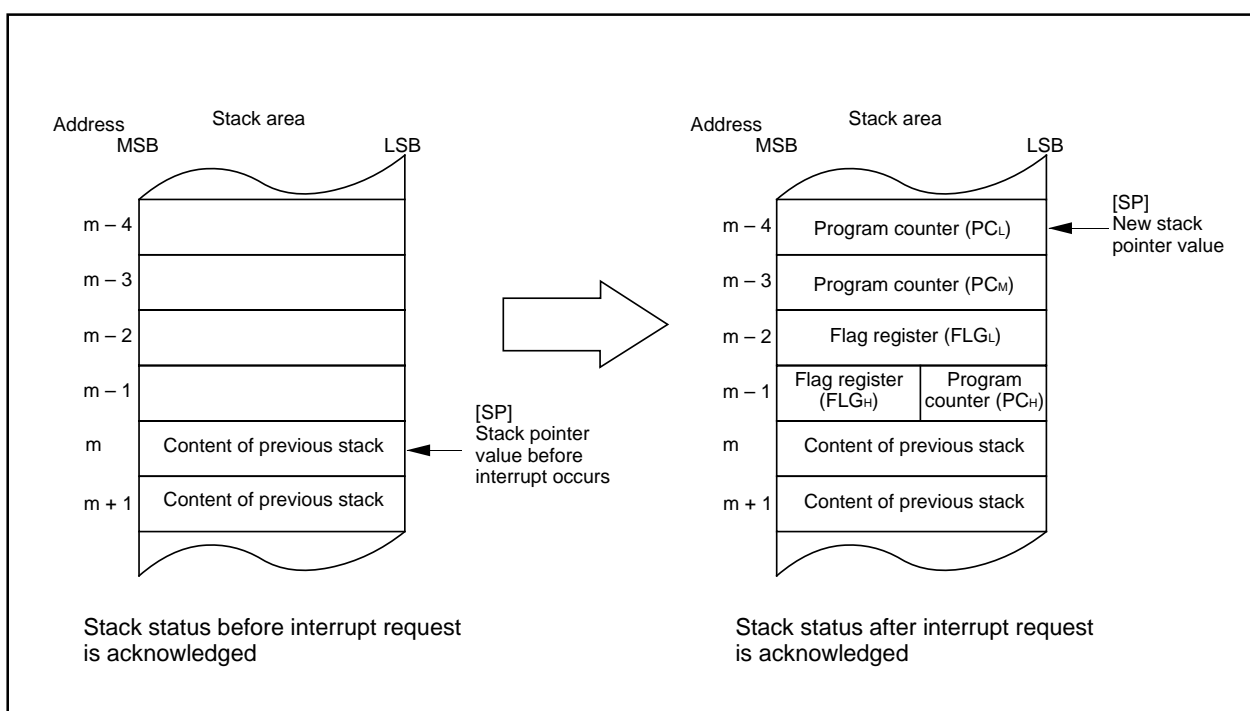 Address
MSB
Stack area
LSB
m – 4
m – 3
m – 2
m – 1
m
Content of previous stack
m + 1
Content of previous stack
[SP]
Stack pointer
value before
interrupt occurs
Stack status before interrupt request
is acknowledged
Address
MSB
Stack area
LSB
m – 4
Program counter (PCL)
m – 3
Program counter (PCM)
m – 2
Flag register (FLGL)
m – 1
Flag register
(FLGH)
Program
counter (PCH)
m
Content of previous stack
m + 1
Content of previous stack
[SP]
New stack
pointer value
Stack status after interrupt request
is acknowledged